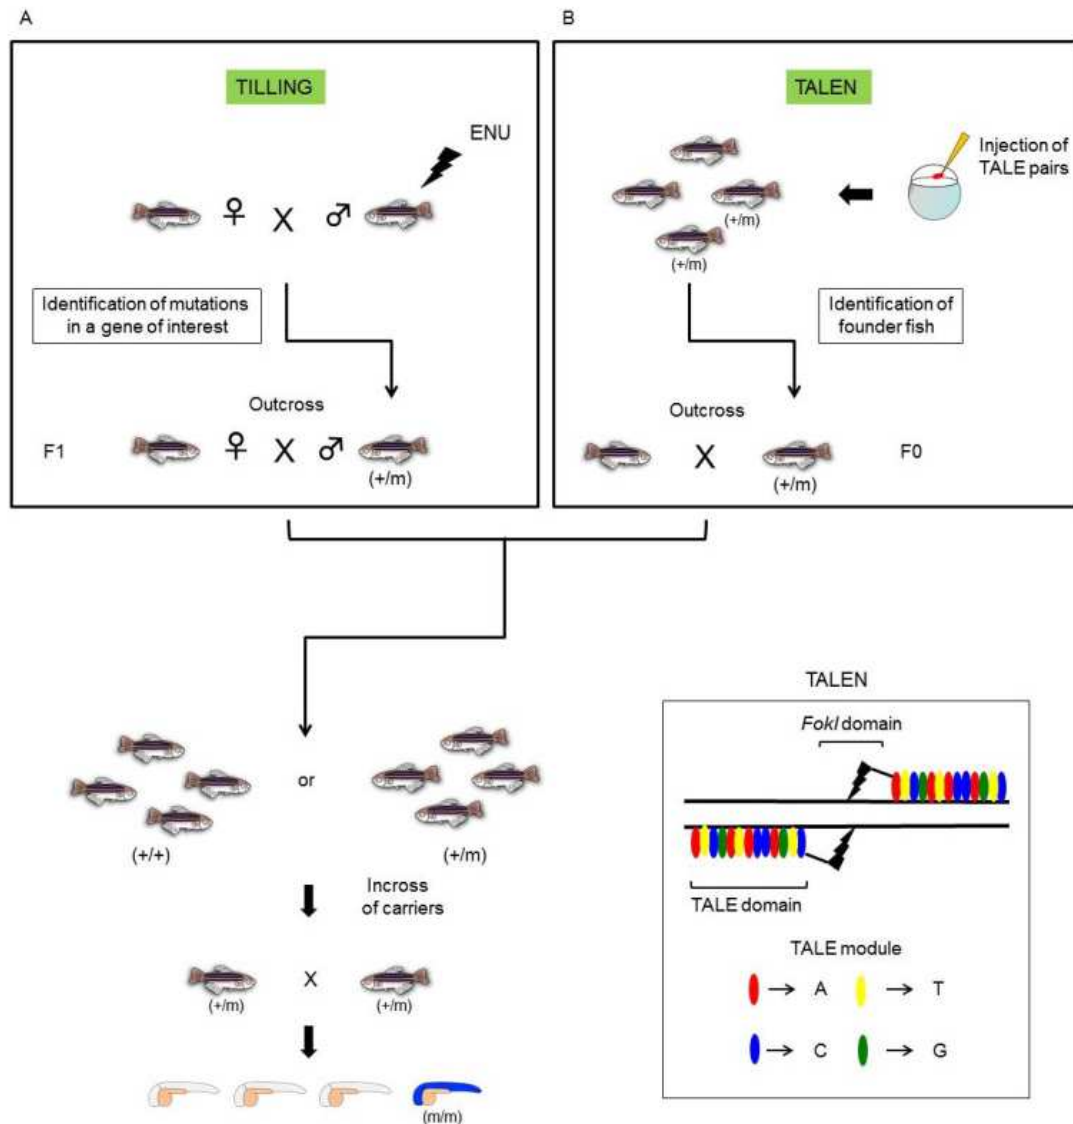 A
TILLING
ENU
♀ X ♂
Identification of mutations
in a gene of interest
Outcross
F1
♀ X ♂
(+/m)
B
TALEN
Injection of
TALE pairs
(+/m)
(+/m)
Identification of
founder fish
Outcross
X
F0
(+/m)
or
(+/+)
(+/m)
Incross
of carriers
X
(+/m)
(+/m)
(m/m)
TALEN
FokI domain
TALE domain
TALE module
→ A → T
→ C → G